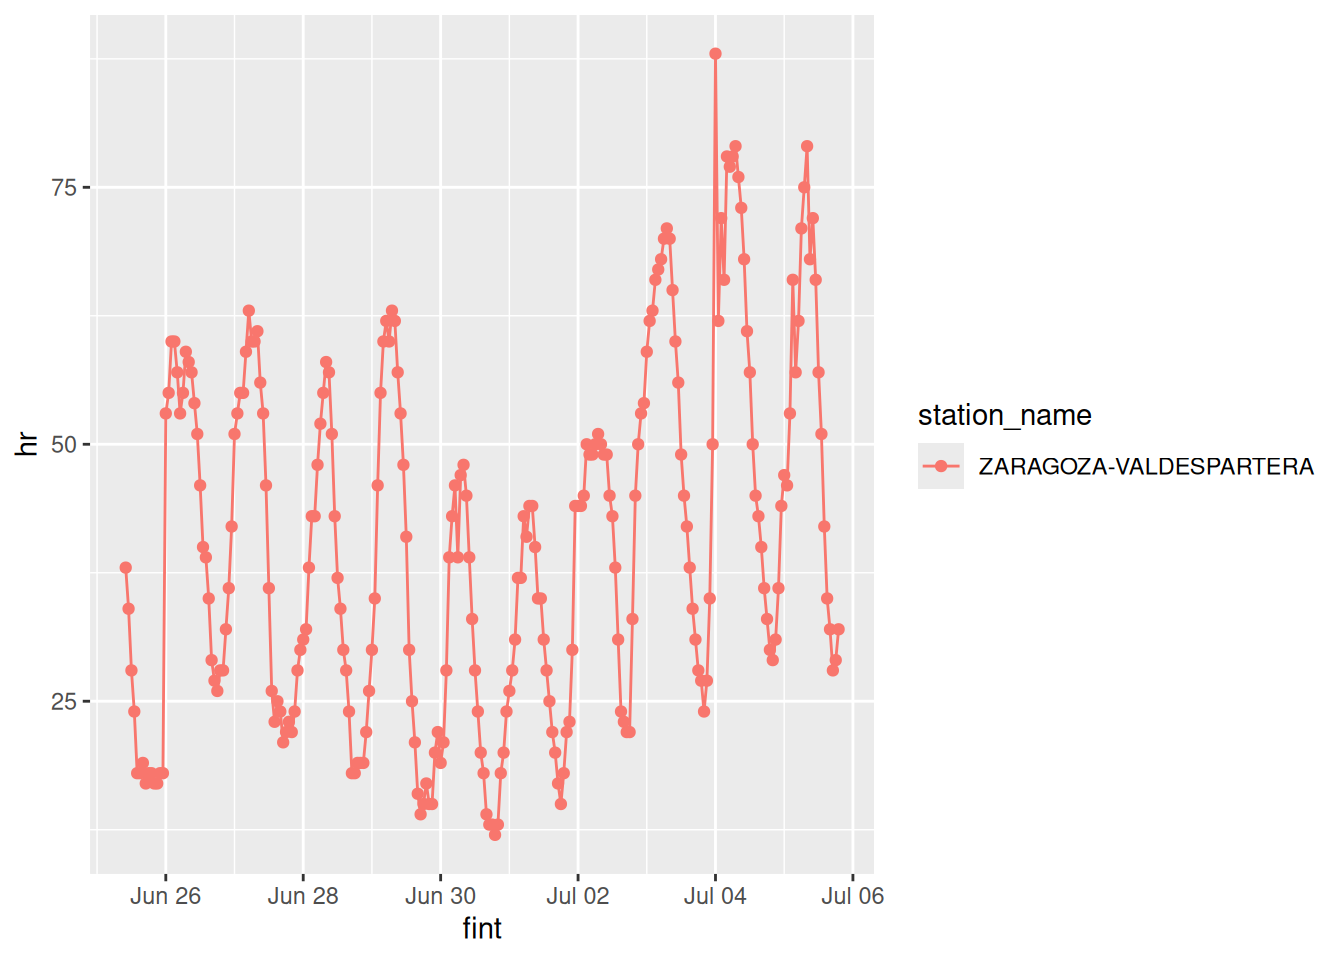 75
50
25
hr
Jun 26
Jun 28
Jun 30
Jul 02
Jul 04
Jul 06
fint
station_name
ZARAGOZA-VALDESPARTERA